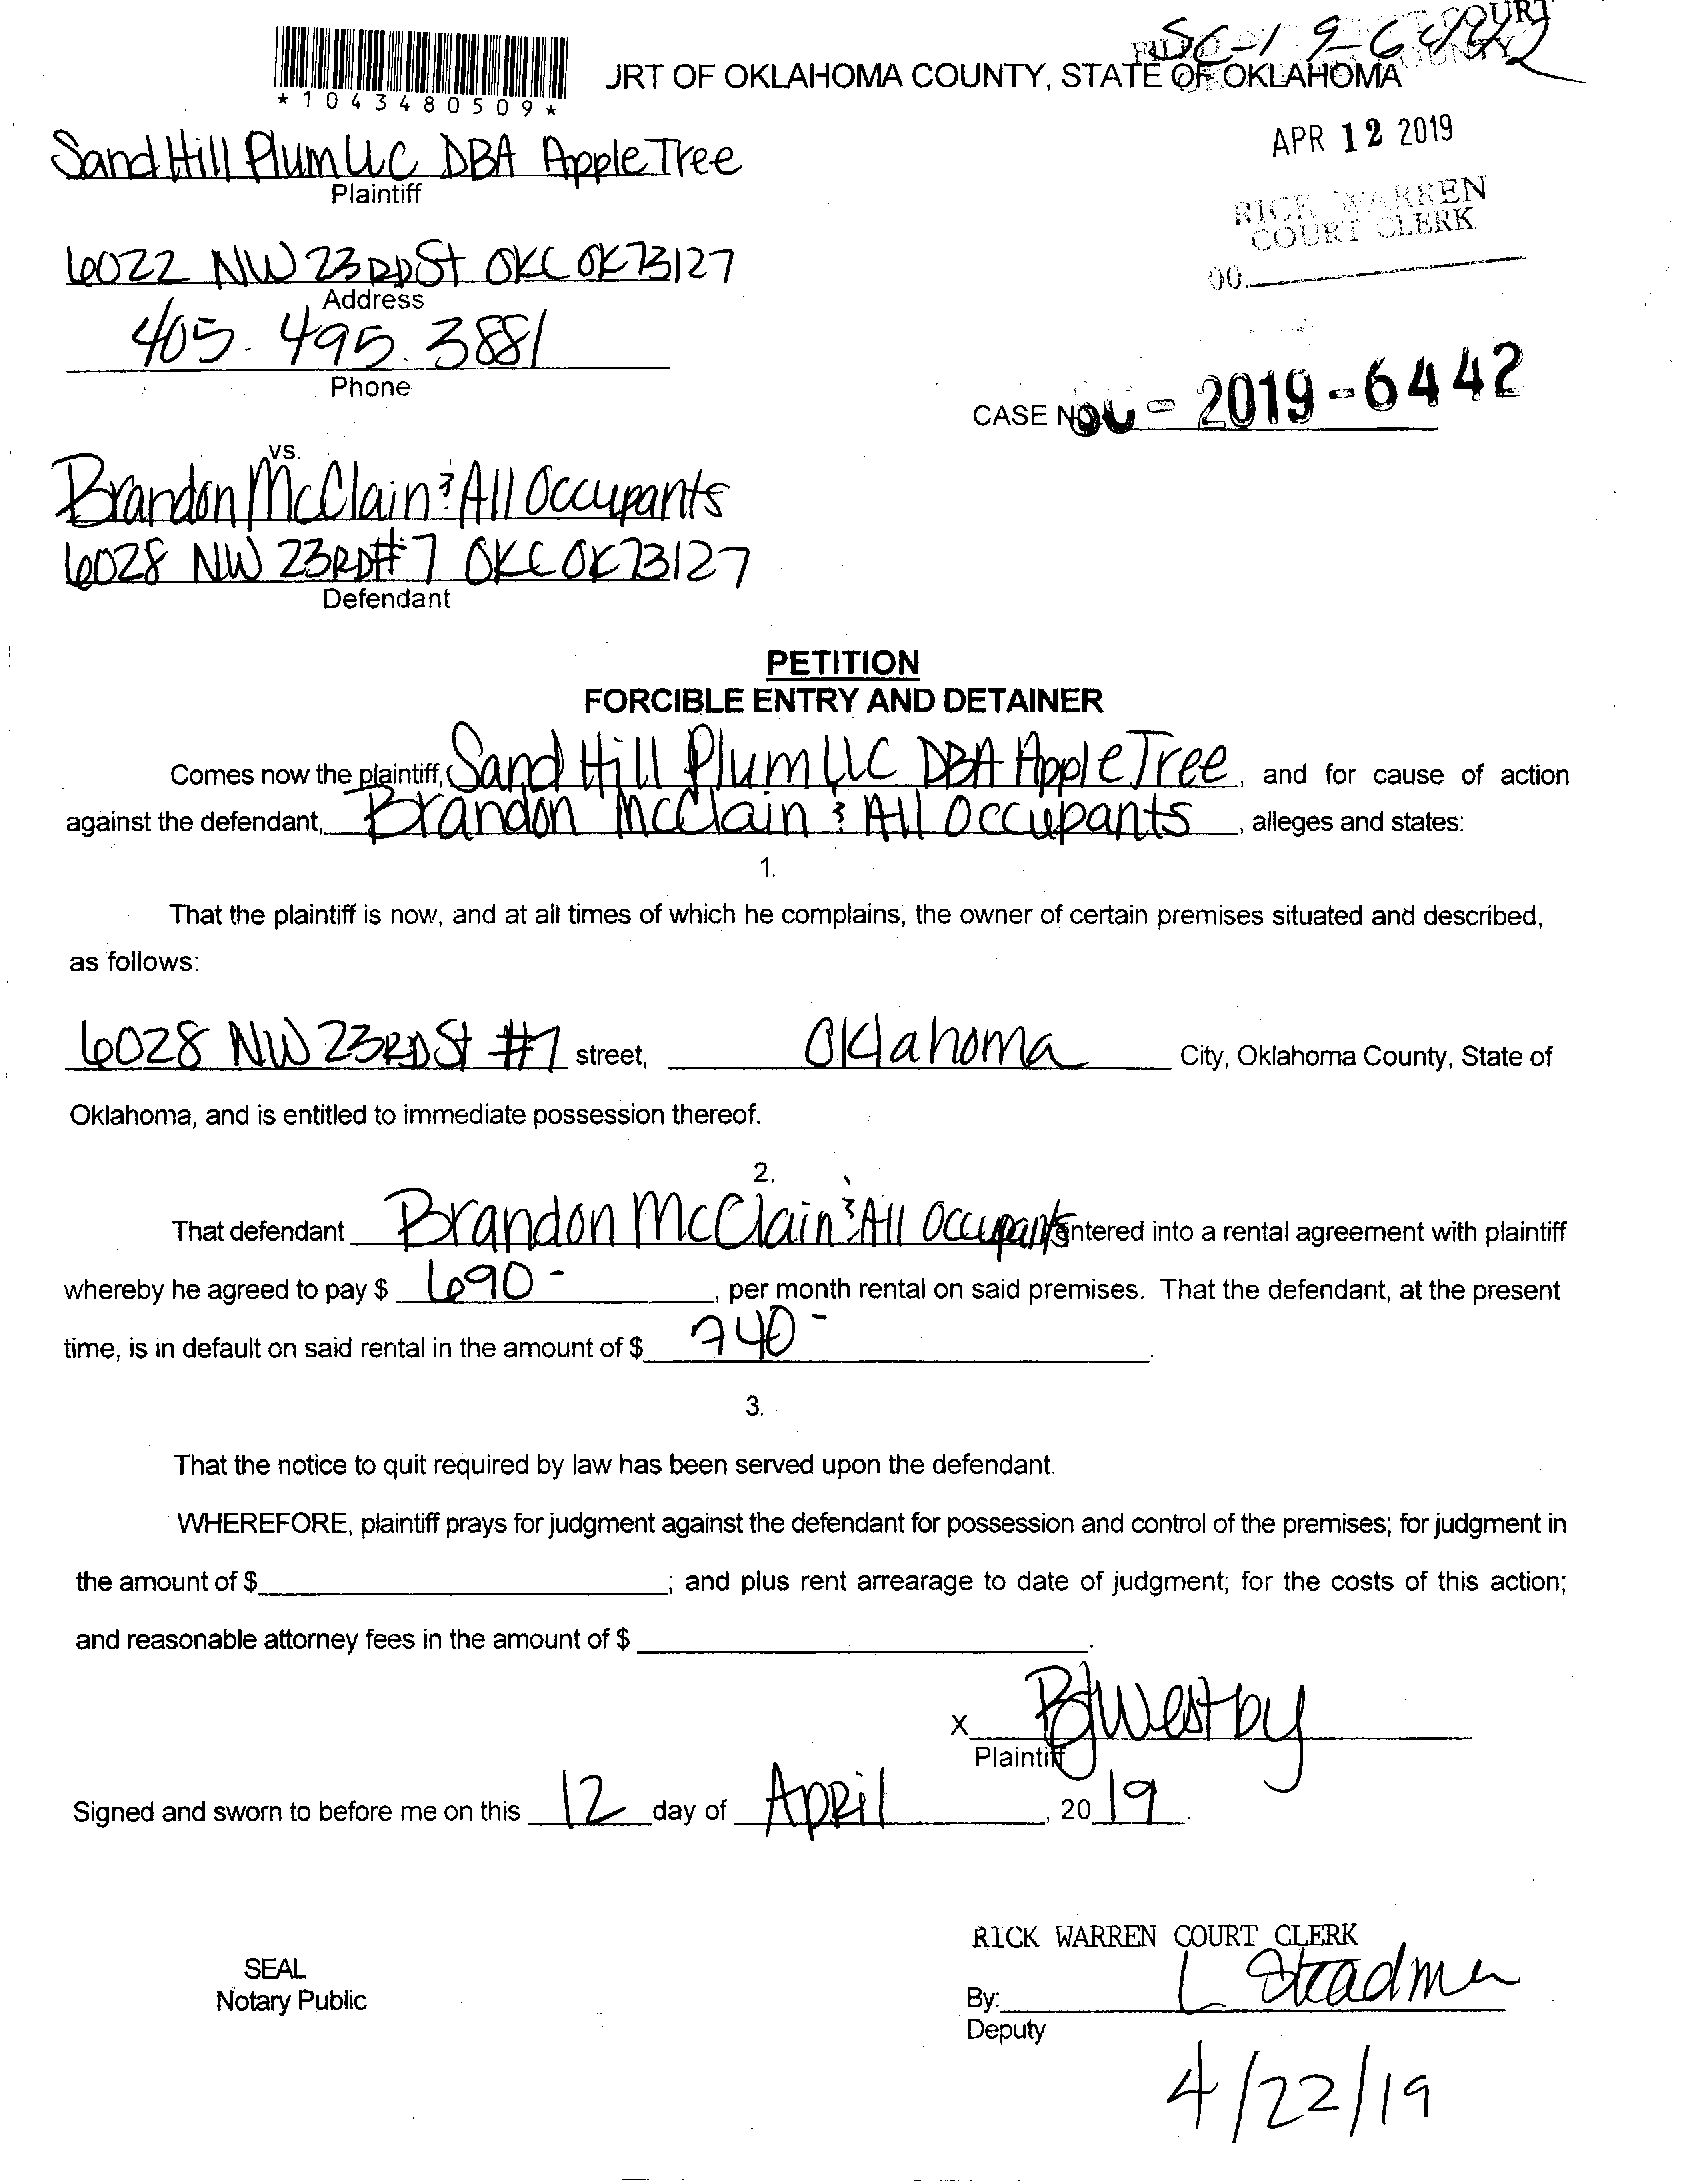 SC-19-6442
*1043480509*
JRT OF OKLAHOMA COUNTY, STATE OF OKLAHOMA
Sand Hill Plum LLC DBA Apple Tree
Plaintiff
APR 12 2019
RICK WARREN
COURT CLERK
6022 NW 23RD St OKC OK 73127
Address
405. 495. 3881
Phone
CASE NO. SC - 2019 - 6442
vs.
Brandon McClain & All Occupants
6028 NW 23RD #7 OKC OK 73127
Defendant
PETITION
FORCIBLE ENTRY AND DETAINER
Comes now the plaintiff, Sand Hill Plum LLC DBA Apple Tree, and for cause of action
against the defendant, Brandon McClain & All Occupants, alleges and states:
1.
That the plaintiff is now, and at all times of which he complains, the owner of certain premises situated and described,
as follows:
6028 NW 23RD St #7 street, Oklahoma City, Oklahoma County, State of
Oklahoma, and is entitled to immediate possession thereof.
2.
That defendant Brandon McClain & All Occupants entered into a rental agreement with plaintiff
whereby he agreed to pay $ 690-, per month rental on said premises. That the defendant, at the present
time, is in default on said rental in the amount of $ 740-.
3.
That the notice to quit required by law has been served upon the defendant.
WHEREFORE, plaintiff prays for judgment against the defendant for possession and control of the premises; for judgment in
the amount of $ ; and plus rent arrearage to date of judgment; for the costs of this action;
and reasonable attorney fees in the amount of $ .
X BJWestby
Plaintiff
Signed and sworn to before me on this 12 day of April, 2019.
RICK WARREN COURT CLERK
SEAL
Notary Public
By: L Steadman
Deputy
4/22/19